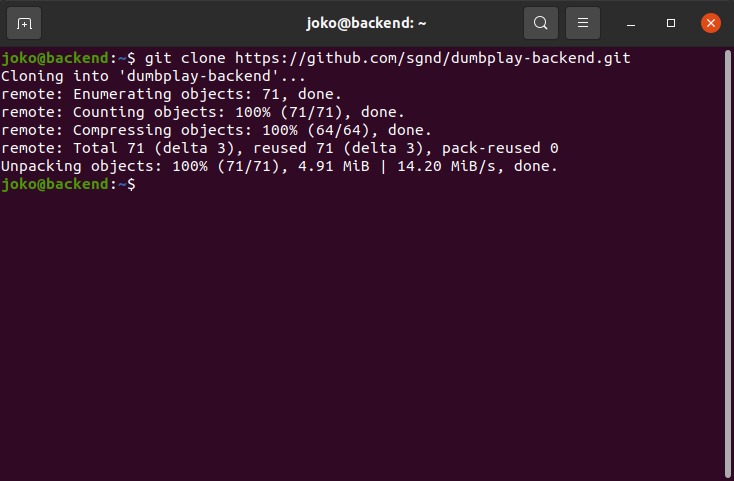 joko@backend: ~
joko@backend:~$ git clone https://github.com/sgnd/dumbplay-backend.git
Cloning into 'dumbplay-backend'...
remote: Enumerating objects: 71, done.
remote: Counting objects: 100% (71/71), done.
remote: Compressing objects: 100% (64/64), done.
remote: Total 71 (delta 3), reused 71 (delta 3), pack-reused 0
Unpacking objects: 100% (71/71), 4.91 MiB | 14.20 MiB/s, done.
joko@backend:~$